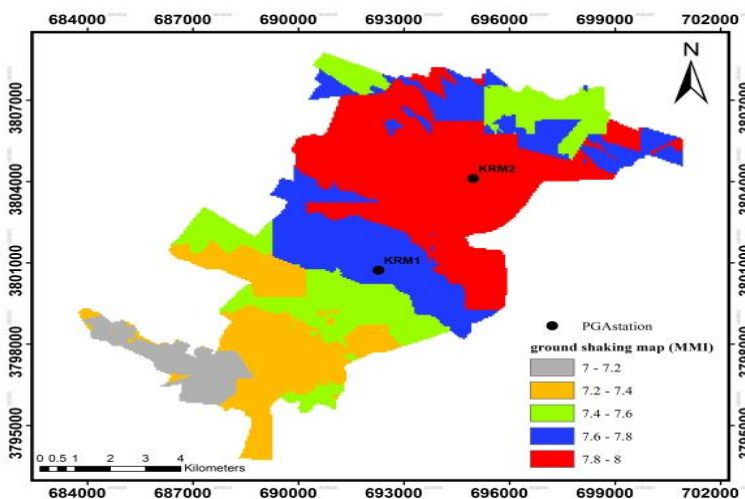 684000 687000 690000 693000 696000 699000 702000
N
3807000 3807000
KRM2
3804000 3804000
KRM1
3801000 3801000
PGAstation
ground shaking map (MMI)
3798000 3798000
7 - 7.2
7.2 - 7.4
7.4 - 7.6
7.6 - 7.8
7.8 - 8
3795000 3795000
0 0.5 1 2 3 4
Kilometers
684000 687000 690000 693000 696000 699000 702000